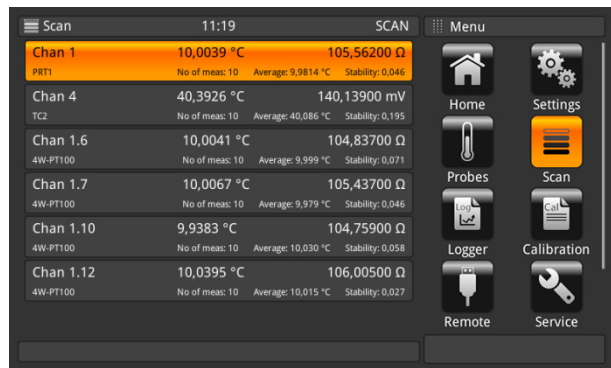 Scan 11:19 SCAN
Chan 1 10,0039 °C 105,56200 Ω
PRT1 No of meas: 10 Average: 9,9814 °C Stability: 0,046
Chan 4 40,3926 °C 140,13900 mV
TC2 No of meas: 10 Average: 40,086 °C Stability: 0,195
Chan 1.6 10,0041 °C 104,83700 Ω
4W-PT100 No of meas: 10 Average: 9,999 °C Stability: 0,071
Chan 1.7 10,0067 °C 105,43700 Ω
4W-PT100 No of meas: 10 Average: 9,979 °C Stability: 0,046
Chan 1.10 9,9383 °C 104,75900 Ω
4W-PT100 No of meas: 10 Average: 10,030 °C Stability: 0,058
Chan 1.12 10,0395 °C 106,00500 Ω
4W-PT100 No of meas: 10 Average: 10,015 °C Stability: 0,027
Menu
Home Settings
Probes Scan
Log Cal
Logger Calibration
Remote Service